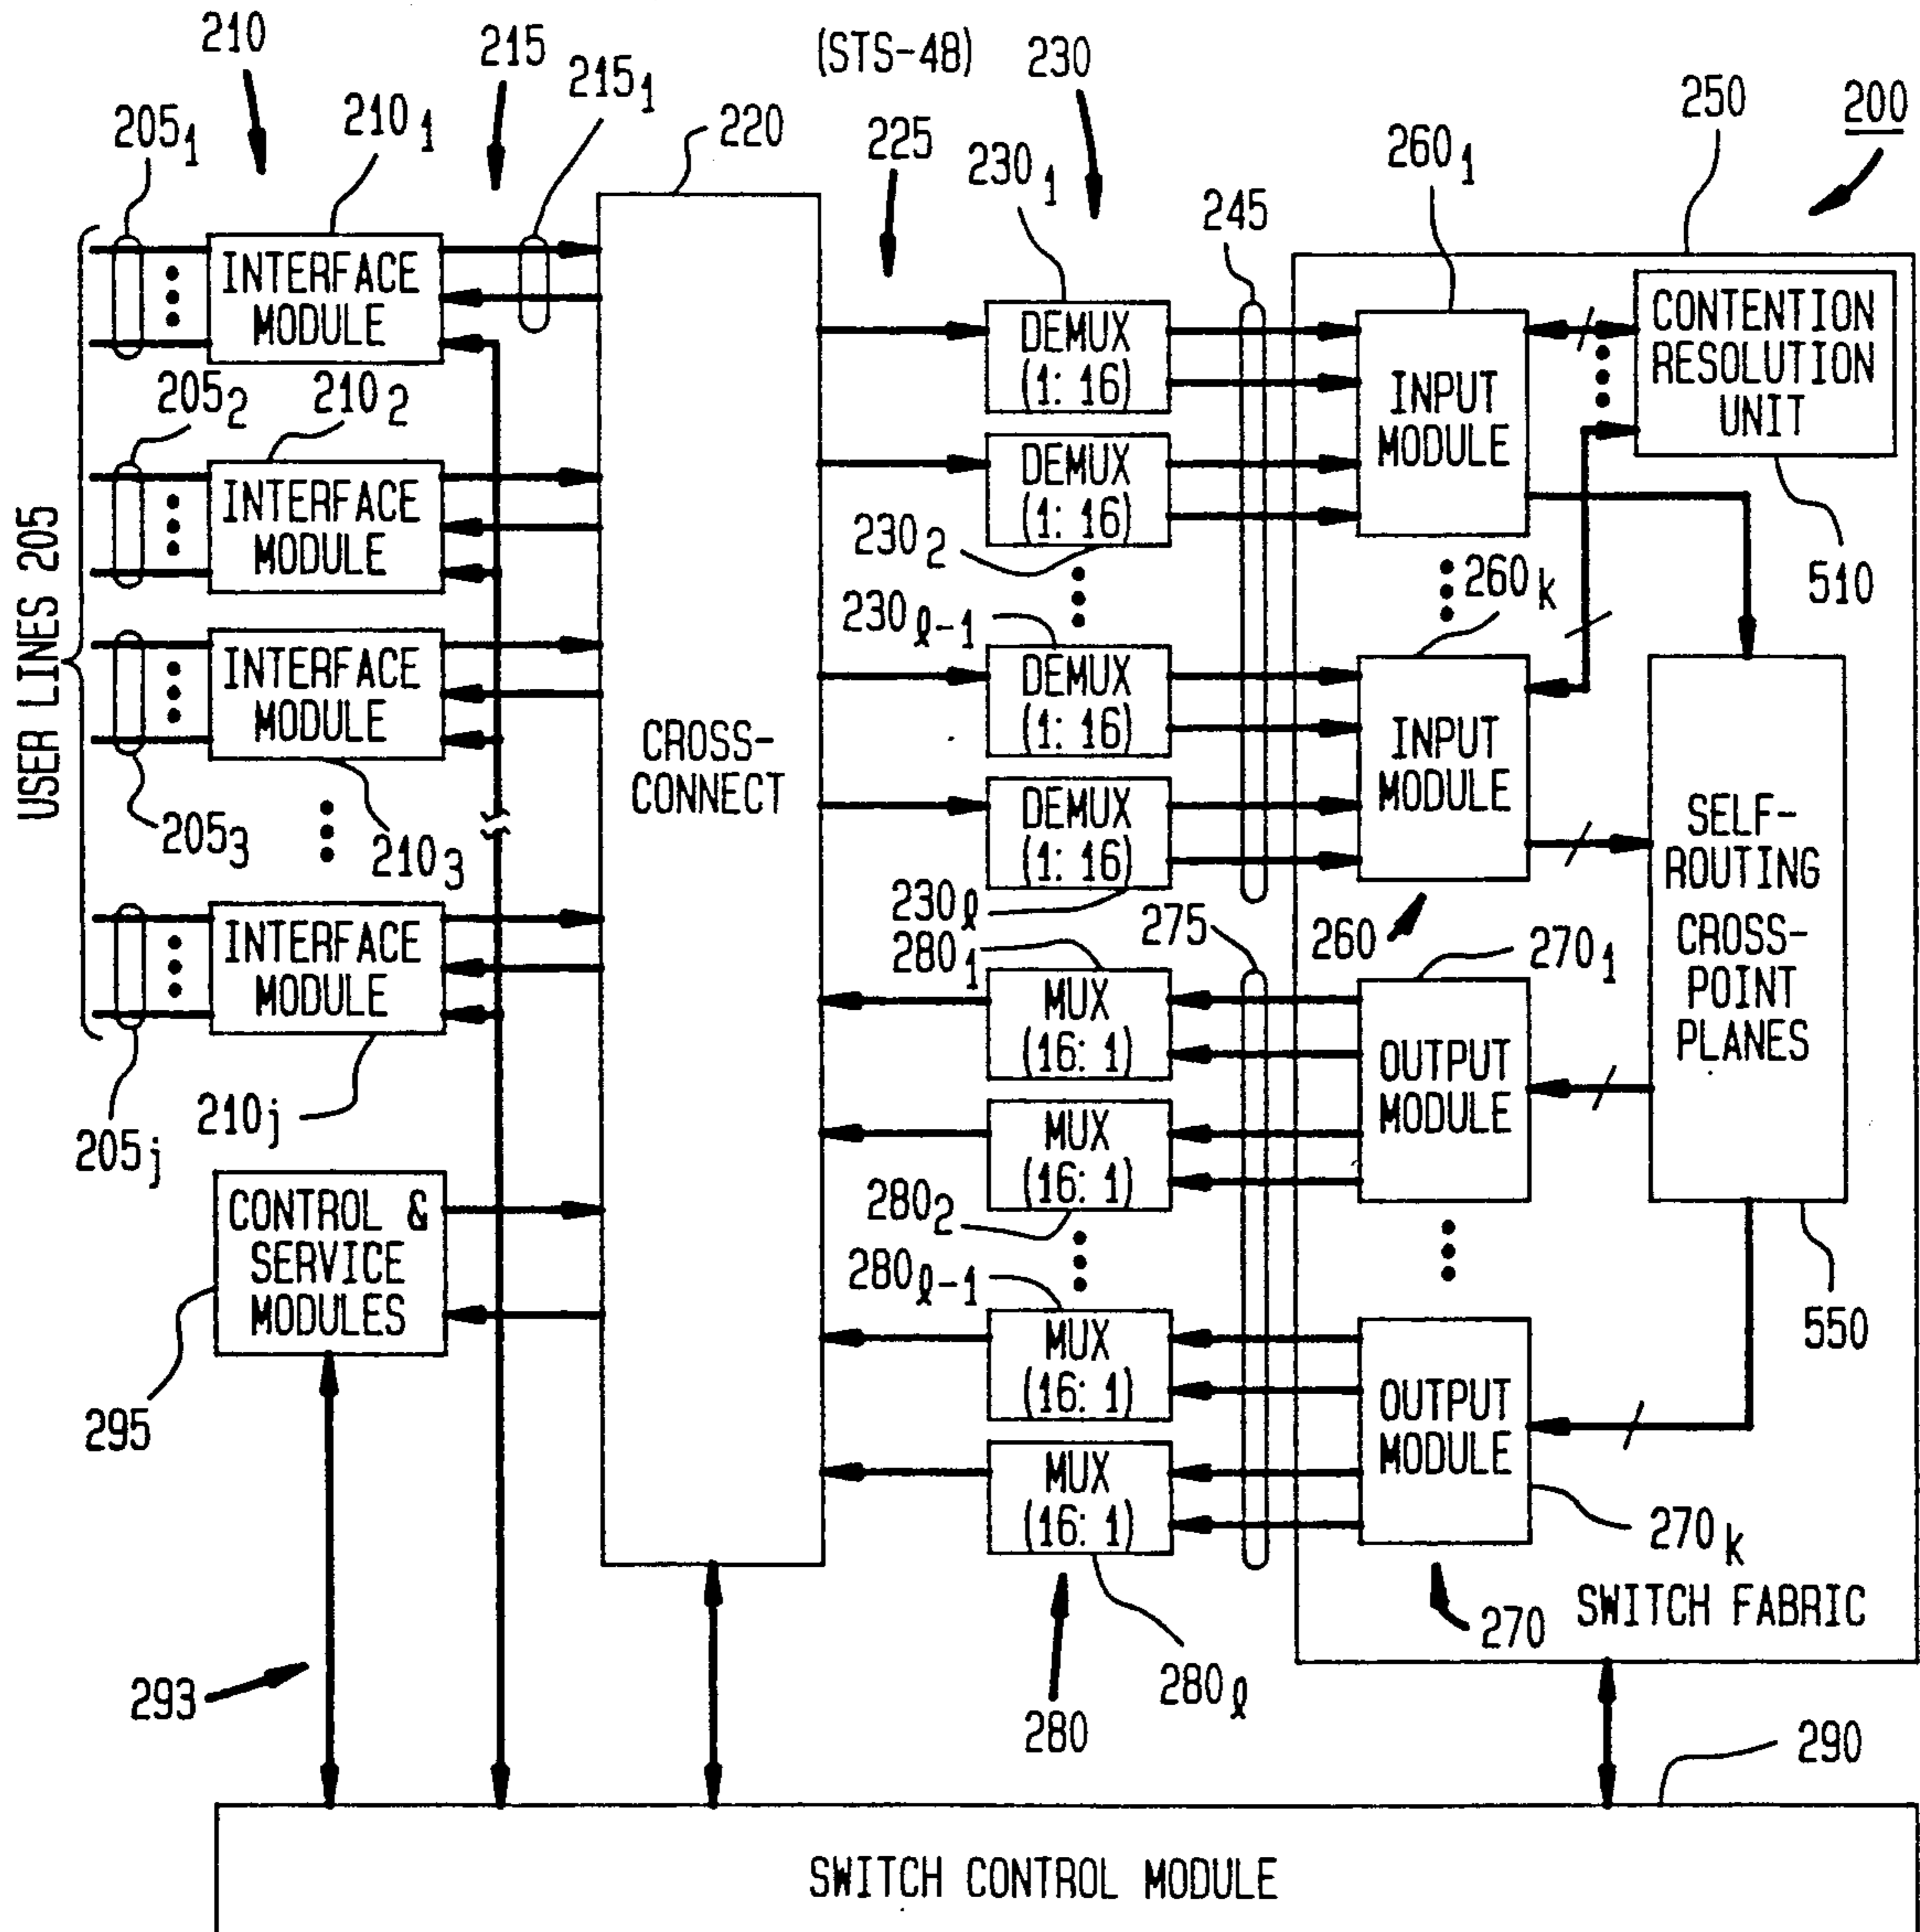 210
215
(STS-48)
230
205₁
210₁
215₁
220
225
230₁
260₁
250
200
245
INTERFACE
MODULE
DEMUX
(1: 16)
INPUT
MODULE
CONTENTION
RESOLUTION
UNIT
205₂
210₂
INTERFACE
MODULE
DEMUX
(1: 16)
230₂
260ₖ
510
USER LINES 205
230ℓ₋₁
INTERFACE
MODULE
DEMUX
(1: 16)
INPUT
MODULE
CROSS-
CONNECT
205₃
210₃
DEMUX
(1: 16)
SELF-
ROUTING
CROSS-
POINT
PLANES
230ℓ
260
275
280₁
270₁
INTERFACE
MODULE
MUX
(16: 1)
OUTPUT
MODULE
205ⱼ
210ⱼ
MUX
(16: 1)
280₂
CONTROL &
SERVICE
MODULES
280ℓ₋₁
550
295
MUX
(16: 1)
OUTPUT
MODULE
MUX
(16: 1)
270ₖ
270
SWITCH FABRIC
293
280
280ℓ
290
SWITCH CONTROL MODULE